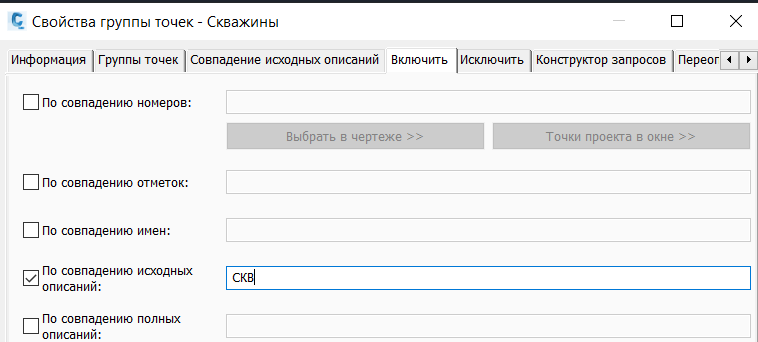 Свойства группы точек - Скважины
Информация Группы точек Совпадение исходных описаний Включить Исключить Конструктор запросов Переоп
По совпадению номеров:
Выбрать в чертеже >> Точки проекта в окне >>
По совпадению отметок:
По совпадению имен:
По совпадению исходных
описаний:
СКВ
По совпадению полных
описаний: